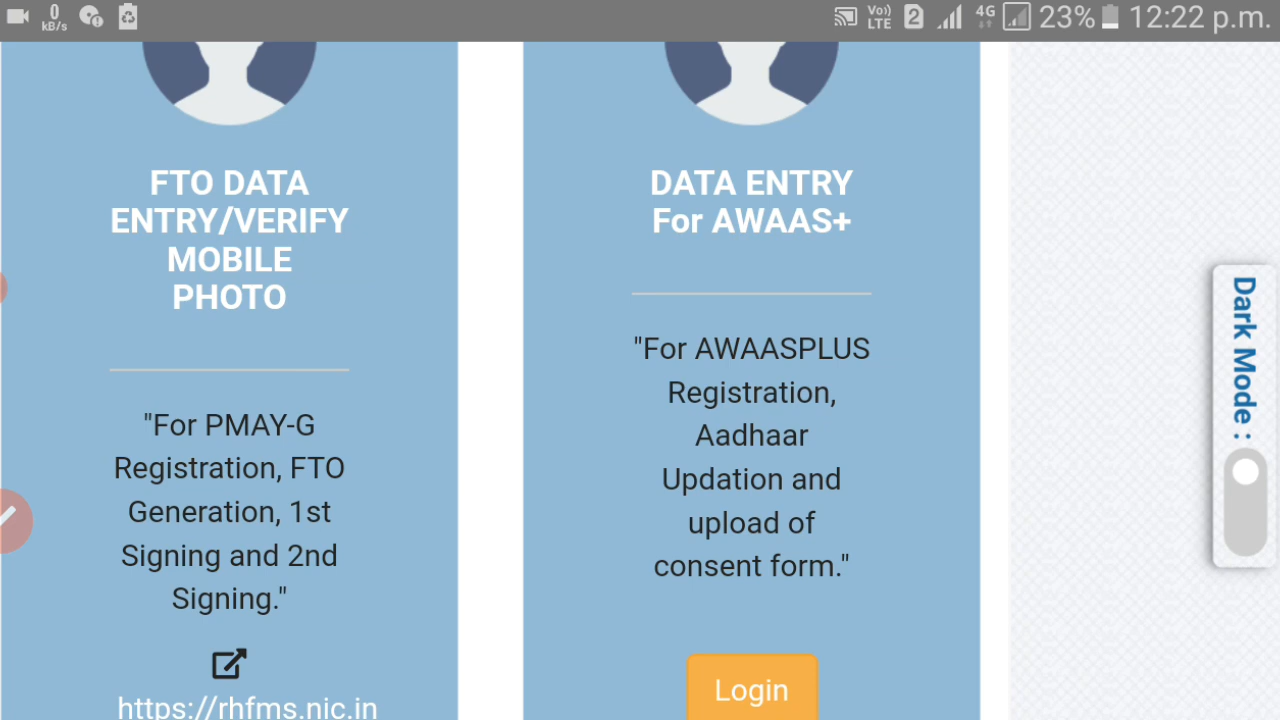 0
kB/s
Vo))
LTE
2
4G
23%
12:22 p.m.
FTO DATA
ENTRY/VERIFY
MOBILE
PHOTO
"For PMAY-G
Registration, FTO
Generation, 1st
Signing and 2nd
Signing."
https://rhfms.nic.in
DATA ENTRY
For AWAAS+
"For AWAASPLUS
Registration,
Aadhaar
Updation and
upload of
consent form."
Login
Dark Mode :